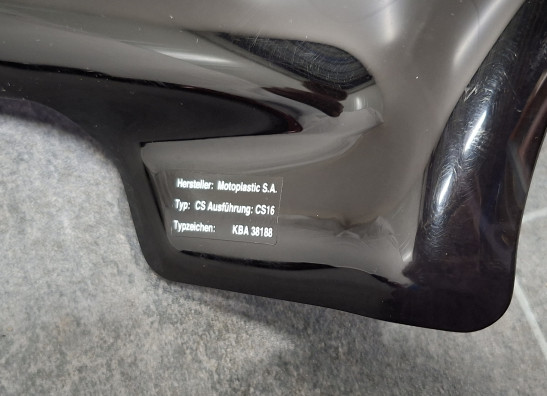 Hersteller: Motoplastic S.A.
Typ: CS Ausführung: CS16
Typzeichen: KBA 38188